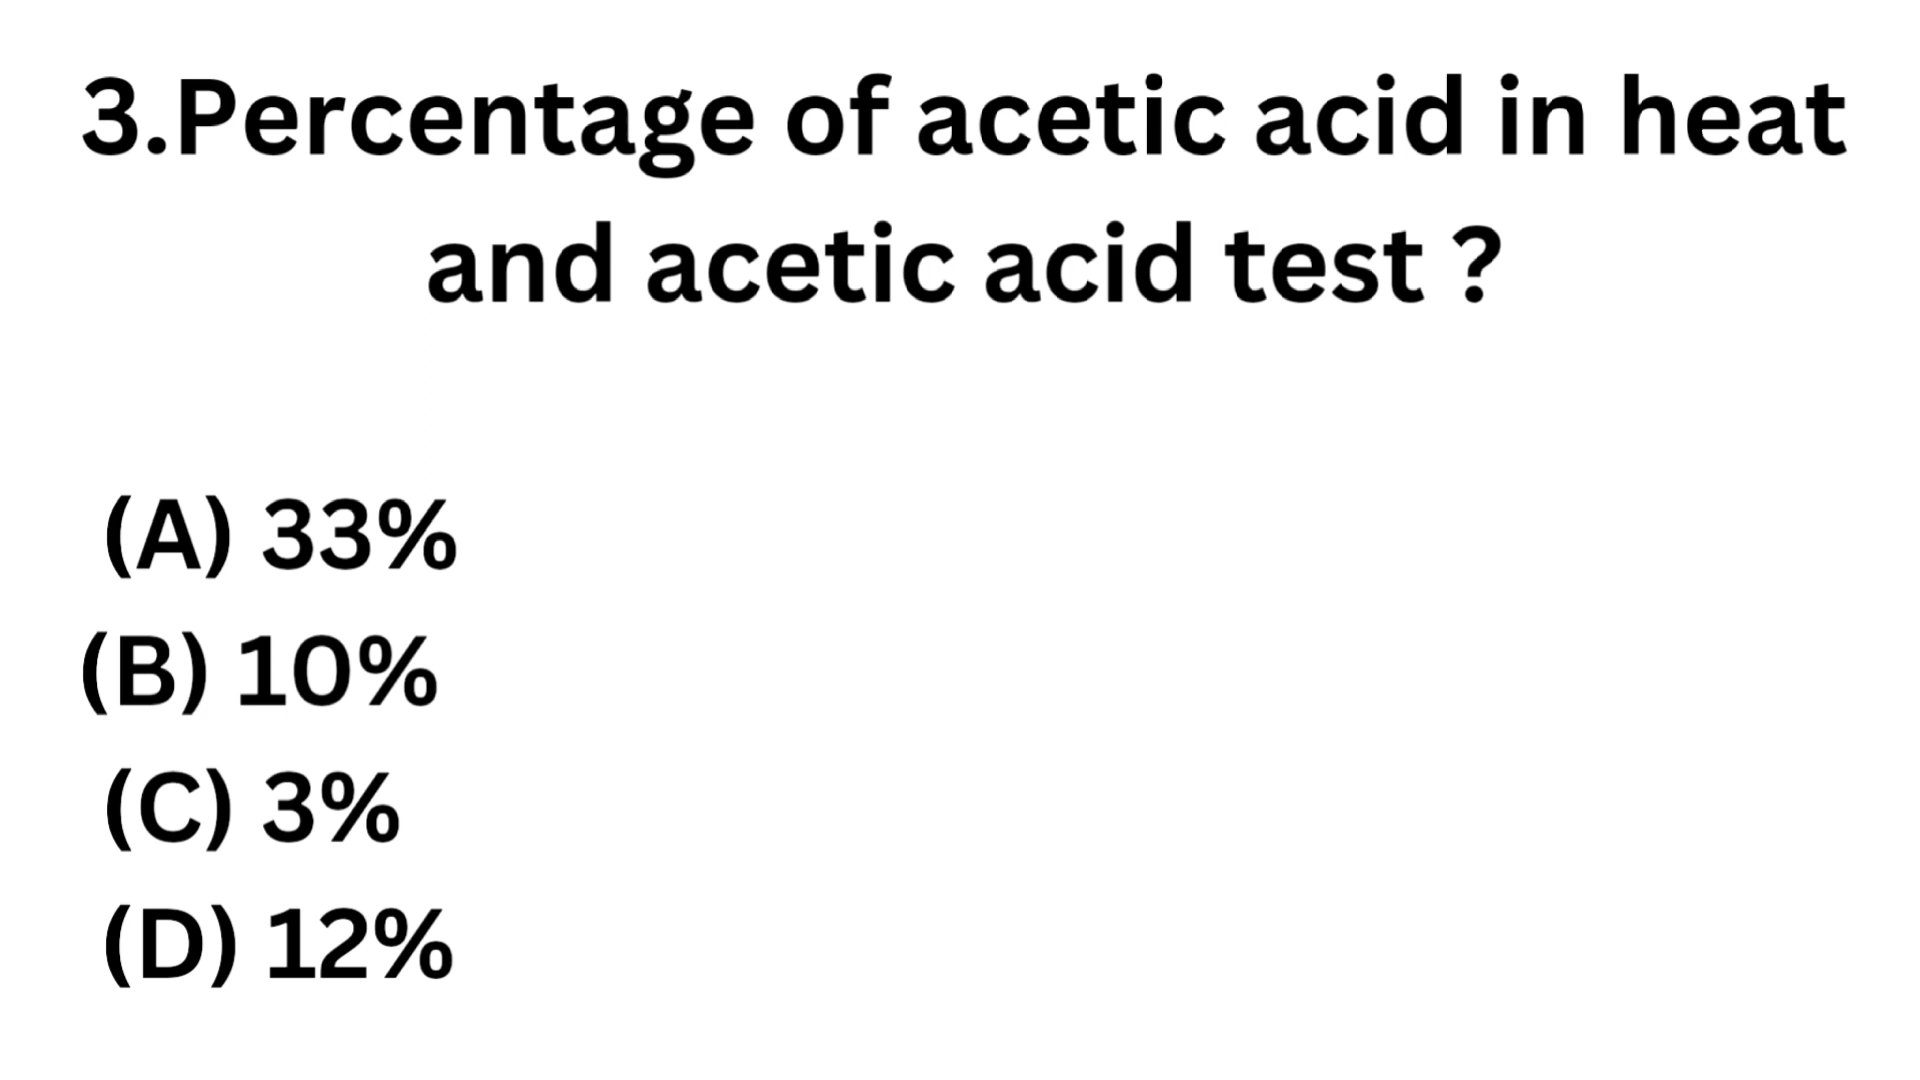 3.Percentage of acetic acid in heat
and acetic acid test ?
(A) 33%
(B) 10%
(C) 3%
(D) 12%